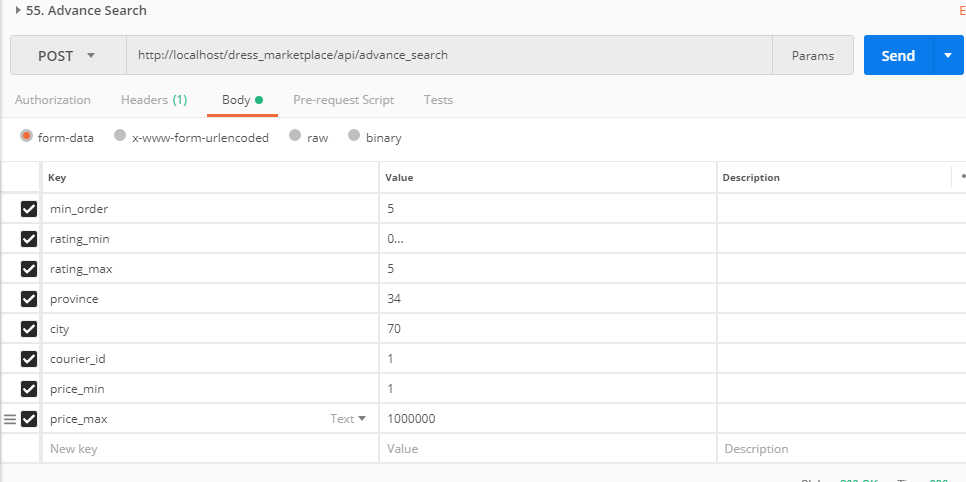 55. Advance Search
POST http://localhost/dress_marketplace/api/advance_search Params Send
Authorization Headers (1) Body Pre-request Script Tests
form-data x-www-form-urlencoded raw binary
Key Value Description
min_order 5
rating_min 0...
rating_max 5
province 34
city 70
courier_id 1
price_min 1
price_max Text 1000000
New key Value Description